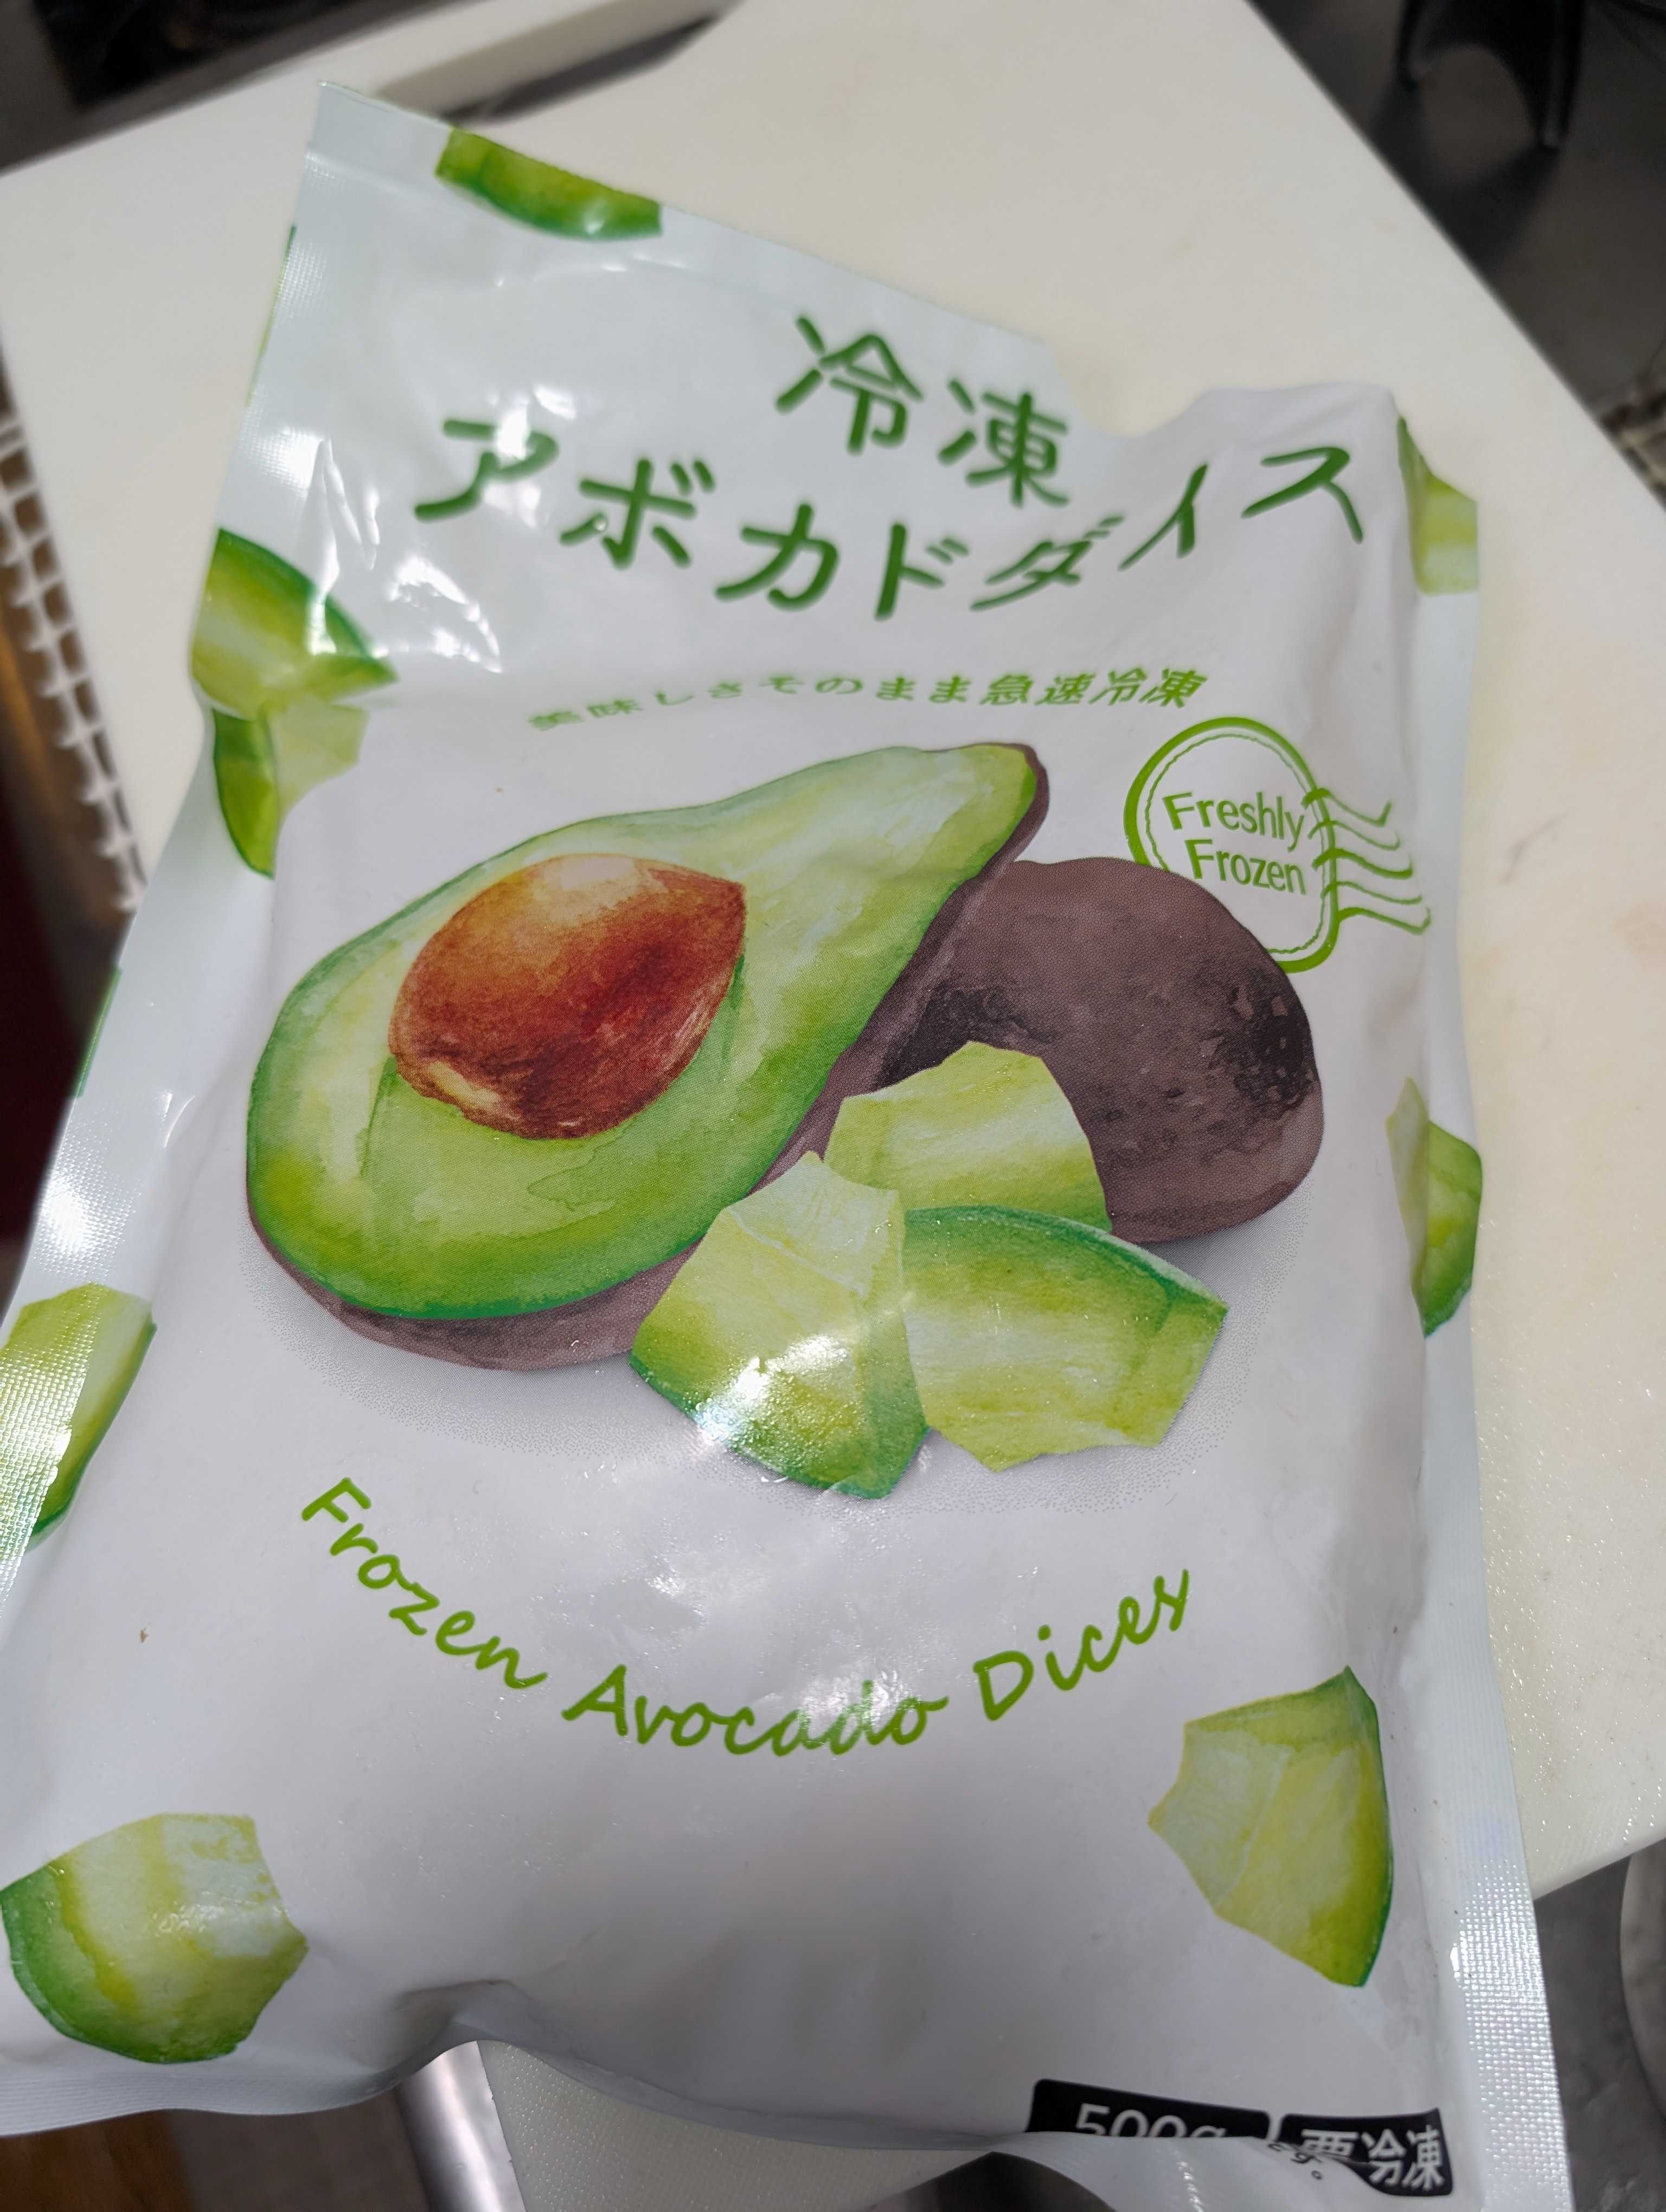 冷凍
アボカドダイス
美味しさそのまま急速冷凍
Freshly
Frozen
Frozen Avocado Dices
500g 要冷凍